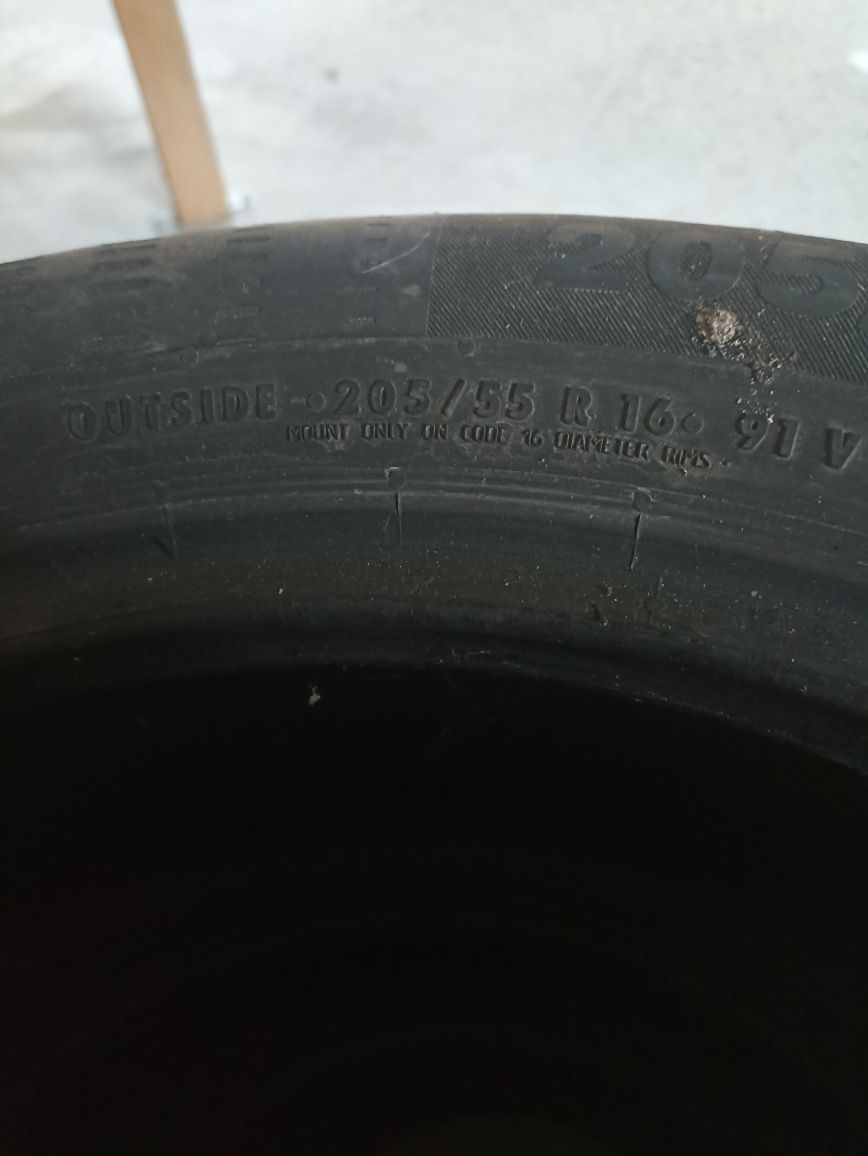 205
OUTSIDE 205/55 R 16 91 V
MOUNT ONLY ON CODE 16 DIAMETER RIMS